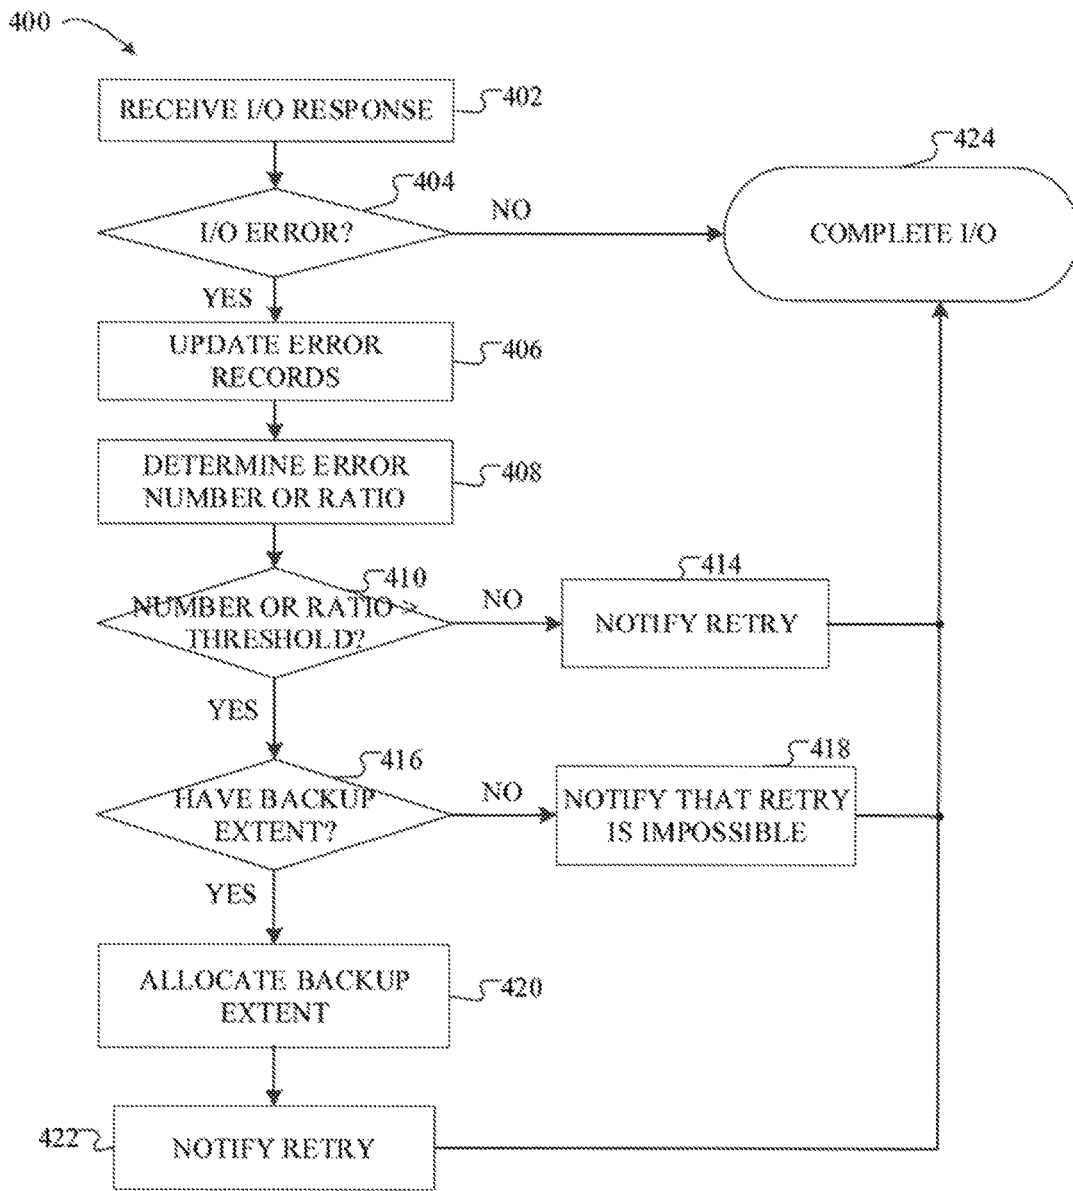 400
RECEIVE I/O RESPONSE
402
424
404
I/O ERROR?
NO
COMPLETE I/O
YES
UPDATE ERROR
RECORDS
406
DETERMINE ERROR
NUMBER OR RATIO
408
410
NUMBER OR RATIO >
THRESHOLD?
NO
414
NOTIFY RETRY
YES
416
HAVE BACKUP
EXTENT?
NO
418
NOTIFY THAT RETRY
IS IMPOSSIBLE
YES
ALLOCATE BACKUP
EXTENT
420
422
NOTIFY RETRY